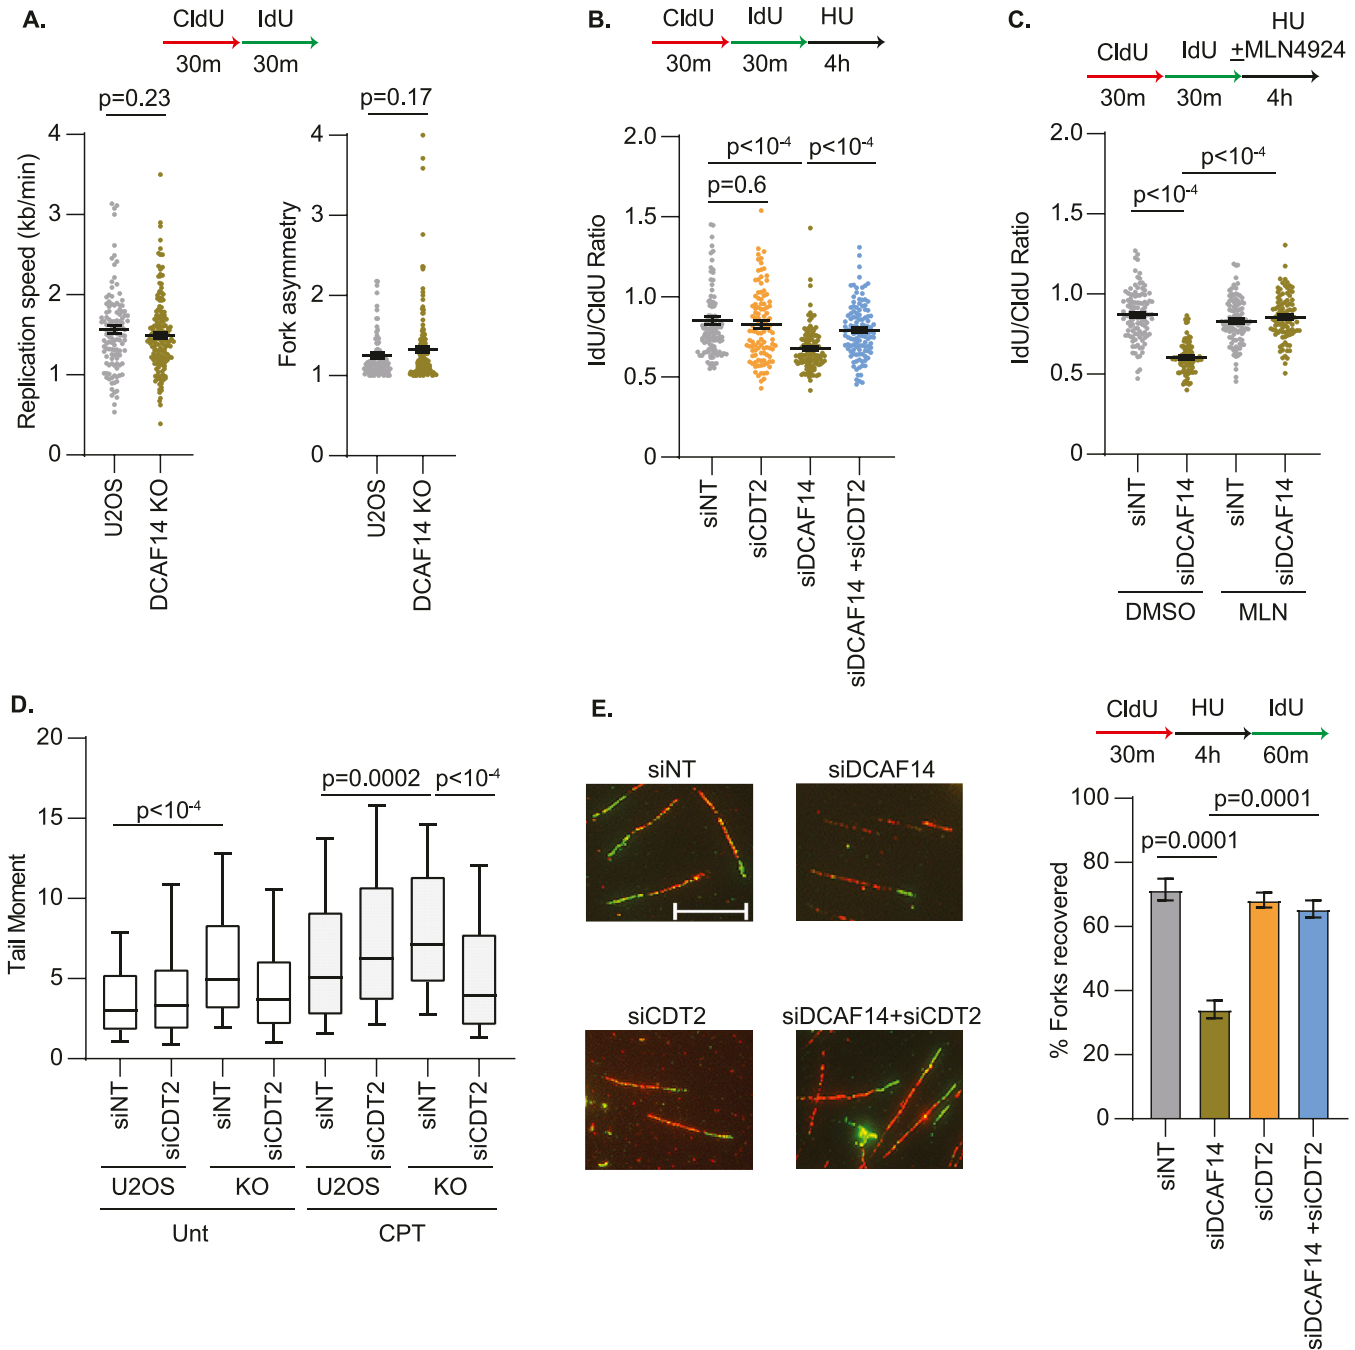 A.
CldU IdU
30m 30m
p=0.23
Replication speed (kb/min)
4
3
2
1
0
U2OS
DCAF14 KO
p=0.17
Fork asymmetry
4
3
2
1
0
U2OS
DCAF14 KO
B.
CldU IdU HU
30m 30m 4h
IdU/CldU Ratio
2.0
1.5
1.0
0.5
0
p<10-4 p<10-4
p=0.6
siNT
siCDT2
siDCAF14
siDCAF14 +siCDT2
C.
HU
CldU IdU ±MLN4924
30m 30m 4h
IdU/CldU Ratio
2.0
1.5
1.0
0.5
0
p<10-4
p<10-4
siNT
siDCAF14
siNT
siDCAF14
DMSO MLN
D.
Tail Moment
20
15
10
5
0
p<10-4
p=0.0002 p<10-4
siNT
siCDT2
siNT
siCDT2
siNT
siCDT2
siNT
siCDT2
U2OS KO U2OS KO
Unt CPT
E.
siNT siDCAF14
siCDT2 siDCAF14+siCDT2
CldU HU IdU
30m 4h 60m
% Forks recovered
100
80
60
40
20
0
p=0.0001
p=0.0001
siNT
siDCAF14
siCDT2
siDCAF14 +siCDT2